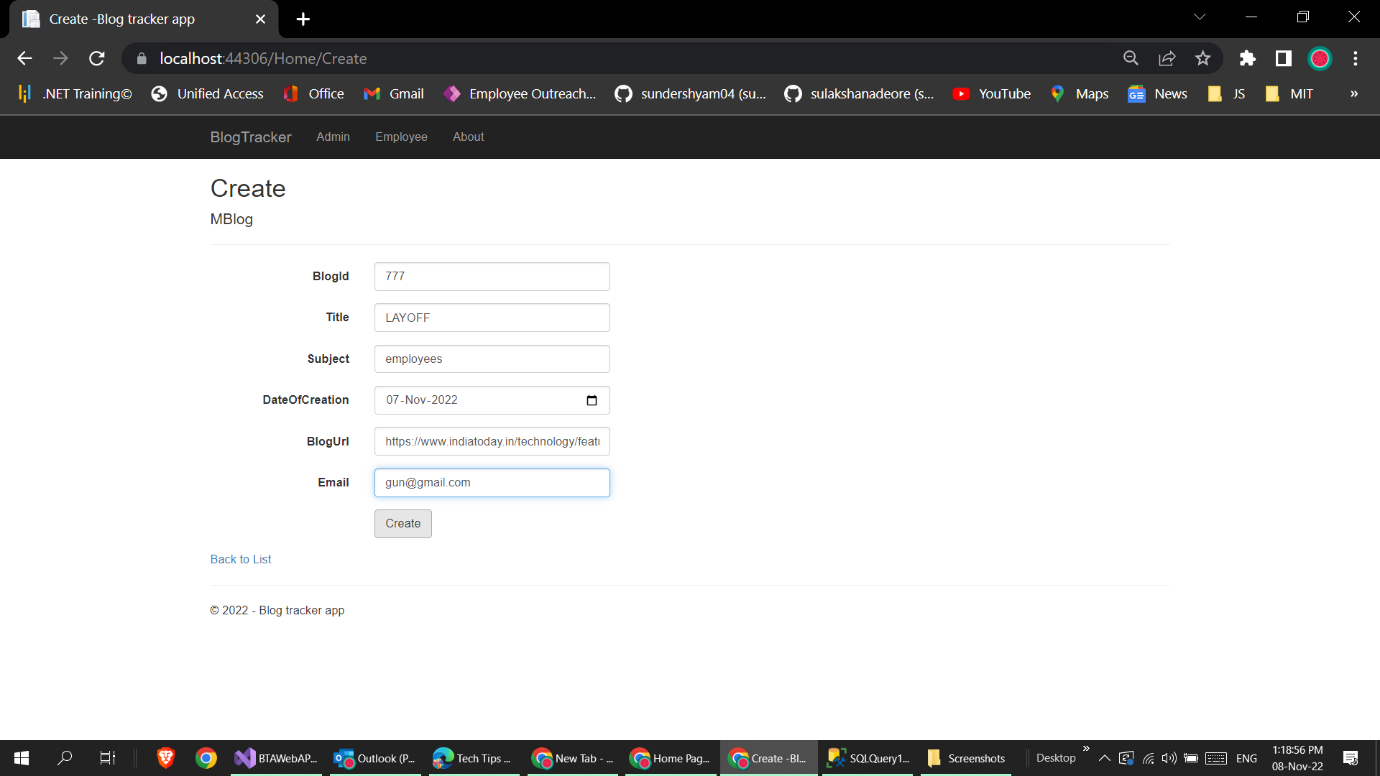 Create -Blog tracker app
localhost:44306/Home/Create
.NET Training© Unified Access Office Gmail Employee Outreach... sundershyam04 (su... sulakshanadeore (s... YouTube Maps News JS MIT »
BlogTracker Admin Employee About
Create
MBlog
BlogId 777
Title LAYOFF
Subject employees
DateOfCreation 07-Nov-2022
BlogUrl https://www.indiatoday.in/technology/featu
Email gun@gmail.com
Create
Back to List
© 2022 - Blog tracker app
BTAWebAP... Outlook (P... Tech Tips ... New Tab - ... Home Pag... Create -Bl... SQLQuery1... Screenshots Desktop » ENG 1:18:56 PM
08-Nov-22